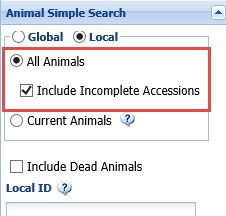 Animal Simple Search
Global Local
All Animals
Include Incomplete Accessions
Current Animals ?
Include Dead Animals
Local ID ?